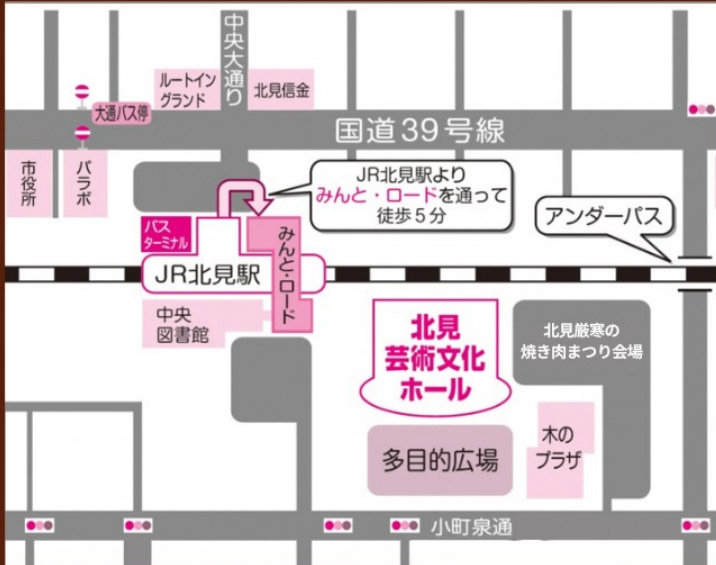 中央大通り
ルートイン
グランド
北見信金
大通バス停
国道39号線
市役所
パラボ
JR北見駅より
みんと・ロードを通って
徒歩5分
アンダーパス
バス
ターミナル
みんと・ロード
JR北見駅
中央
図書館
北見
芸術文化
ホール
北見厳寒の
焼き肉まつり会場
多目的広場
木の
プラザ
小町泉通